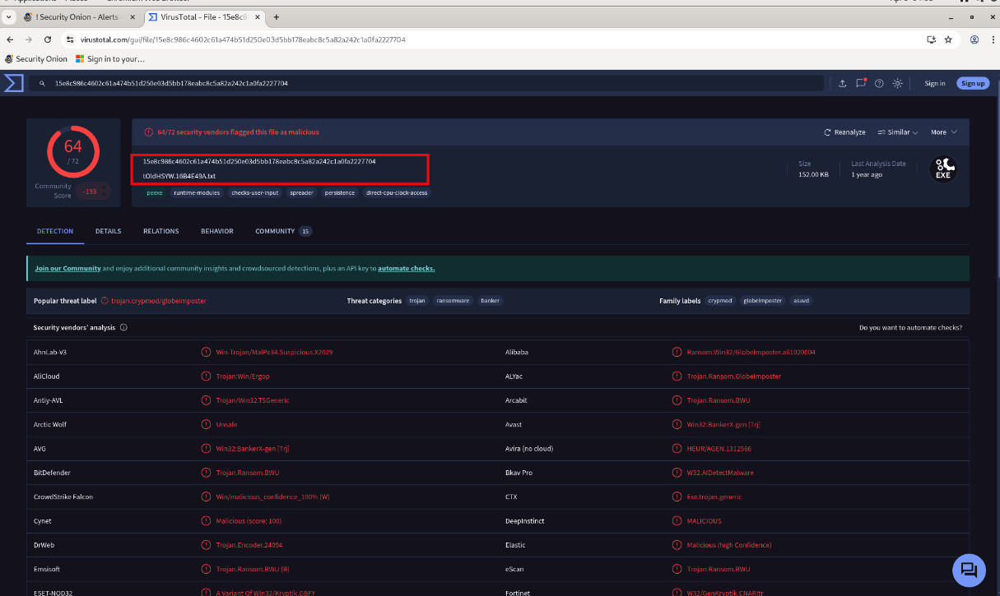 ! Security Onion - Alerts
VirusTotal - File - 15e8c9
virustotal.com/gui/file/15e8c986c4602c61a474b51d250e03d5bb178eabc8c5a82a242c1a0fa2227704
Security Onion
Sign in to your...
15e8c986c4602c61a474b51d250e03d5bb178eabc8c5a82a242c1a0fa2227704
Sign in
Sign up
64
/ 72
Community Score
-193
64/72 security vendors flagged this file as malicious
Reanalyze
Similar
More
15e8c986c4602c61a474b51d250e03d5bb178eabc8c5a82a242c1a0fa2227704
tOldHSYW.16B4E49A.txt
Size
152.00 KB
Last Analysis Date
1 year ago
EXE
peexe runtime-modules checks-user-input spreader persistence direct-cpu-clock-access
DETECTION DETAILS RELATIONS BEHAVIOR COMMUNITY 15
Join our Community and enjoy additional community insights and crowdsourced detections, plus an API key to automate checks.
Popular threat label trojan.crypmod/globeimposter Threat categories trojan ransomware banker Family labels crypmod globeimposter asuvd
Security vendors' analysis Do you want to automate checks?
AhnLab-V3 Win-Trojan/MalPe34.Suspicious.X2029 Alibaba Ransom:Win32/GlobeImposter.ali1020004
AliCloud Trojan:Win/Ergop ALYac Trojan.Ransom.GlobeImposter
Antiy-AVL Trojan/Win32.TSGeneric Arcabit Trojan.Ransom.BWU
Arctic Wolf Unsafe Avast Win32:BankerX-gen [Trj]
AVG Win32:BankerX-gen [Trj] Avira (no cloud) HEUR/AGEN.1312566
BitDefender Trojan.Ransom.BWU Bkav Pro W32.AIDetectMalware
CrowdStrike Falcon Win/malicious_confidence_100% (W) CTX Exe.trojan.generic
Cynet Malicious (score: 100) DeepInstinct MALICIOUS
DrWeb Trojan.Encoder.24094 Elastic Malicious (high Confidence)
Emsisoft Trojan.Ransom.BWU (B) eScan Trojan.Ransom.BWU
ESET-NOD32 A Variant Of Win32/Kryptik.GBFY Fortinet W32/GenKryptik.CNARItr